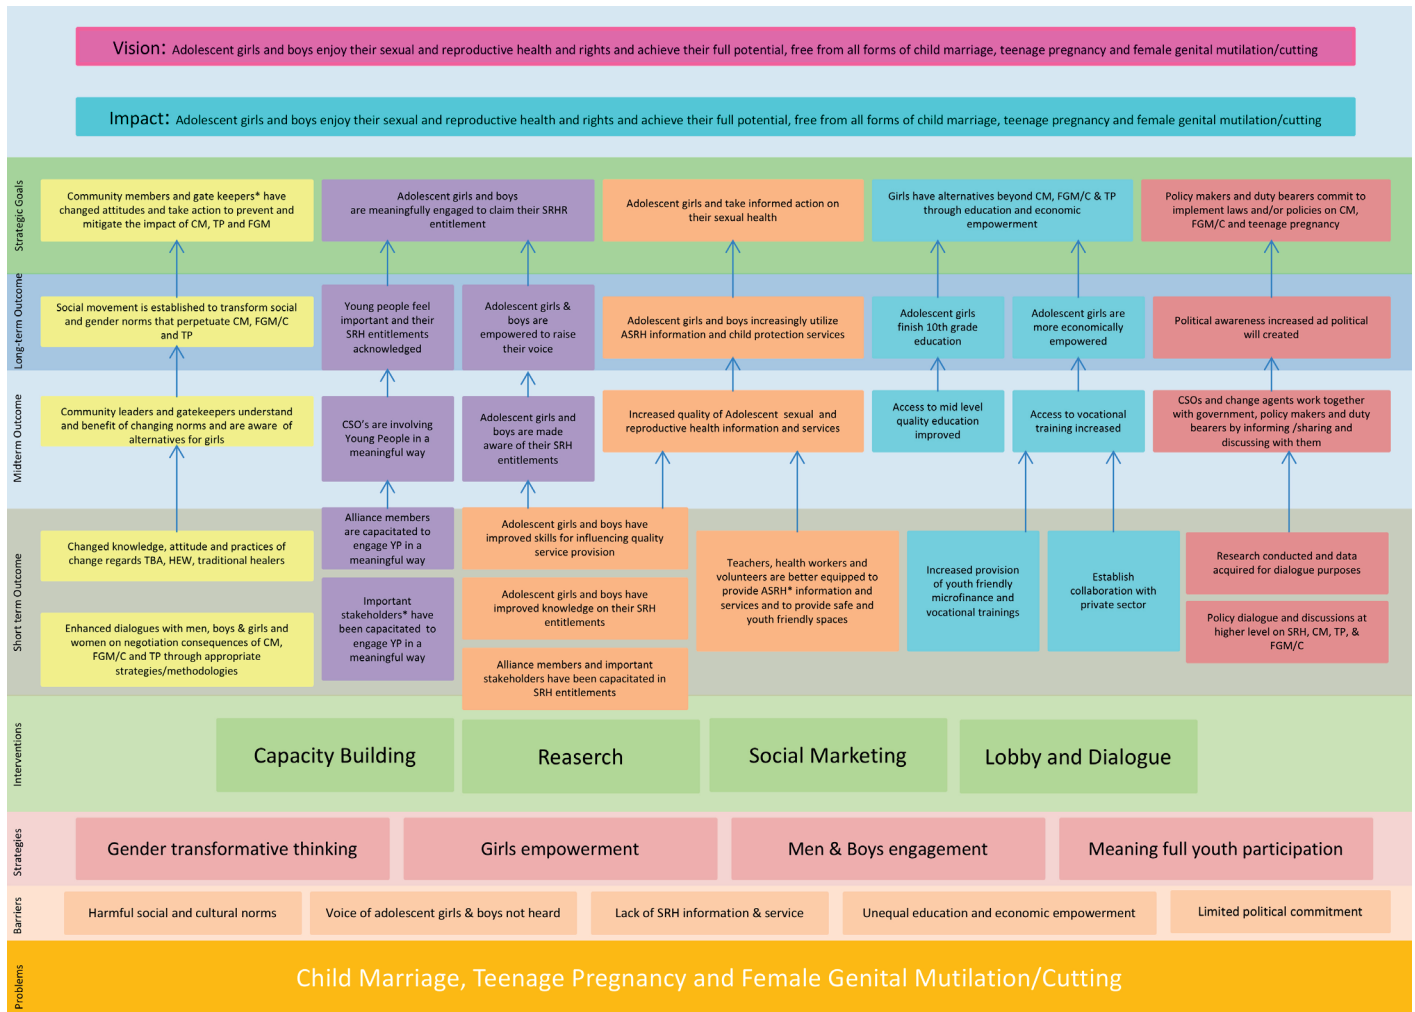 Vision: Adolescent girls and boys enjoy their sexual and reproductive health and rights and achieve their full potential, free from all forms of child marriage, teenage pregnancy and female genital mutilation/cutting
Impact: Adolescent girls and boys enjoy their sexual and reproductive health and rights and achieve their full potential, free from all forms of child marriage, teenage pregnancy and female genital mutilation/cutting
Strategic Goals
Community members and gate keepers* have
changed attitudes and take action to prevent and
mitigate the impact of CM, TP and FGM
Adolescent girls and boys
are meaningfully engaged to claim their SRHR
entitlement
Adolescent girls and take informed action on
their sexual health
Girls have alternatives beyond CM, FGM/C & TP
through education and economic
empowerment
Policy makers and duty bearers commit to
implement laws and/or policies on CM,
FGM/C and teenage pregnancy
Long-term Outcome
Social movement is established to transform social
and gender norms that perpetuate CM, FGM/C
and TP
Young people feel
important and their
SRH entitlements
acknowledged
Adolescent girls &
boys are
empowered to raise
their voice
Adolescent girls and boys increasingly utilize
ASRH information and child protection services
Adolescent girls
finish 10th grade
education
Adolescent girls are
more economically
empowered
Political awareness increased ad political
will created
Midterm Outcome
Community leaders and gatekeepers understand
and benefit of changing norms and are aware of
alternatives for girls
CSO's are involving
Young People in a
meaningful way
Adolescent girls and
boys are made
aware of their SRH
entitlements
Increased quality of Adolescent sexual and
reproductive health information and services
Access to mid level
quality education
improved
Access to vocational
training increased
CSOs and change agents work together
with government, policy makers and duty
bearers by informing /sharing and
discussing with them
Short term Outcome
Changed knowledge, attitude and practices of
change regards TBA, HEW, traditional healers
Enhanced dialogues with men, boys & girls and
women on negotiation consequences of CM,
FGM/C and TP through appropriate
strategies/methodologies
Alliance members
are capacitated to
engage YP in a
meaningful way
Important
stakeholders* have
been capacitated to
engage YP in a
meaningful way
Adolescent girls and boys have
improved skills for influencing quality
service provision
Adolescent girls and boys have
improved knowledge on their SRH
entitlements
Alliance members and important
stakeholders have been capacitated in
SRH entitlements
Teachers, health workers and
volunteers are better equipped to
provide ASRH* information and
services and to provide safe and
youth friendly spaces
Increased provision
of youth friendly
microfinance and
vocational trainings
Establish
collaboration with
private sector
Research conducted and data
acquired for dialogue purposes
Policy dialogue and discussions at
higher level on SRH, CM, TP, &
FGM/C
Interventions
Capacity Building
Reaserch
Social Marketing
Lobby and Dialogue
Strategies
Gender transformative thinking
Girls empowerment
Men & Boys engagement
Meaning full youth participation
Barriers
Harmful social and cultural norms
Voice of adolescent girls & boys not heard
Lack of SRH information & service
Unequal education and economic empowerment
Limited political commitment
Problems
Child Marriage, Teenage Pregnancy and Female Genital Mutilation/Cutting